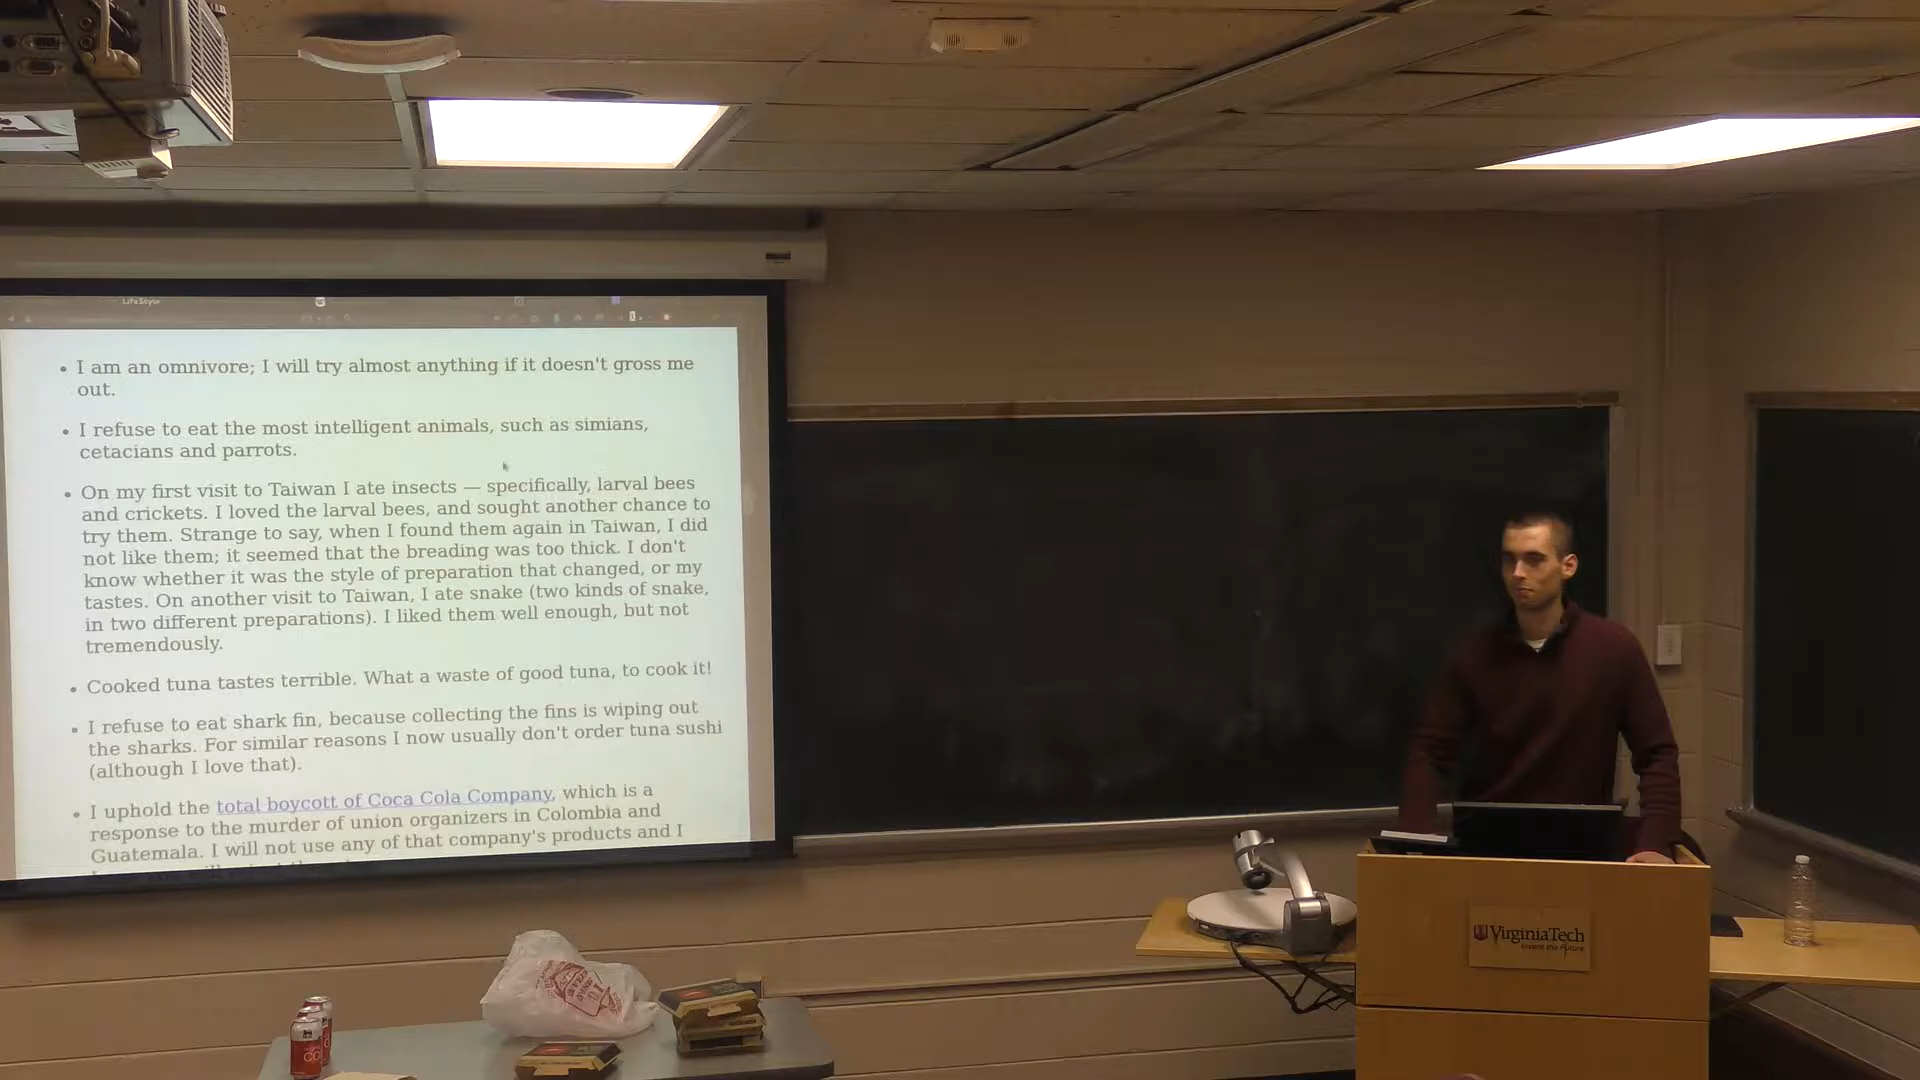 LifeStyle
• I am an omnivore; I will try almost anything if it doesn't gross me
out.
• I refuse to eat the most intelligent animals, such as simians,
cetacians and parrots.
• On my first visit to Taiwan I ate insects — specifically, larval bees
and crickets. I loved the larval bees, and sought another chance to
try them. Strange to say, when I found them again in Taiwan, I did
not like them; it seemed that the breading was too thick. I don't
know whether it was the style of preparation that changed, or my
tastes. On another visit to Taiwan, I ate snake (two kinds of snake,
in two different preparations). I liked them well enough, but not
tremendously.
• Cooked tuna tastes terrible. What a waste of good tuna, to cook it!
• I refuse to eat shark fin, because collecting the fins is wiping out
the sharks. For similar reasons I now usually don't order tuna sushi
(although I love that).
• I uphold the total boycott of Coca Cola Company, which is a
response to the murder of union organizers in Colombia and
Guatemala. I will not use any of that company's products and I
VirginiaTech
Invent the Future